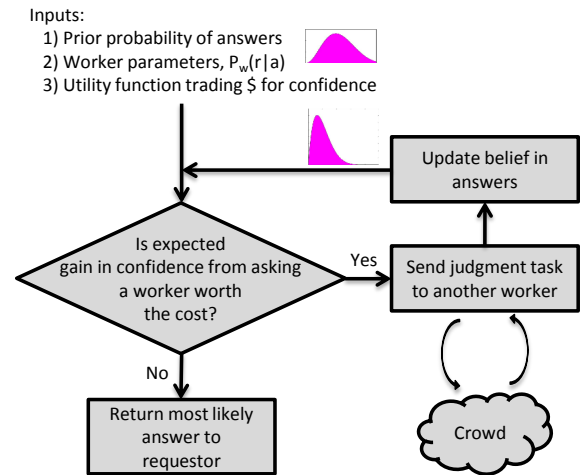 Inputs:
1) Prior probability of answers
2) Worker parameters, Pw(r|a)
3) Utility function trading $ for confidence
Update belief in
answers
Is expected
gain in confidence from asking
a worker worth
the cost?
Yes
Send judgment task
to another worker
No
Return most likely
answer to
requestor
Crowd